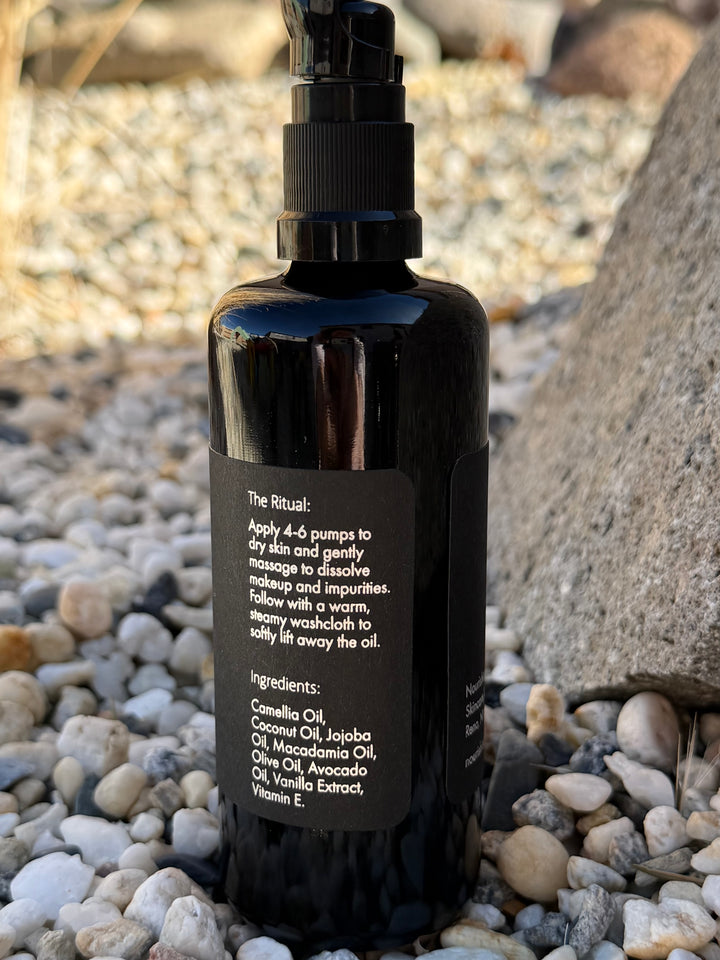 The Ritual:
Apply 4-6 pumps to
dry skin and gently
massage to dissolve
makeup and impurities.
Follow with a warm,
steamy washcloth to
softly lift away the oil.
Ingredients:
Camellia Oil,
Coconut Oil, Jojoba
Oil, Macadamia Oil,
Olive Oil, Avocado
Oil, Vanilla Extract,
Vitamin E.